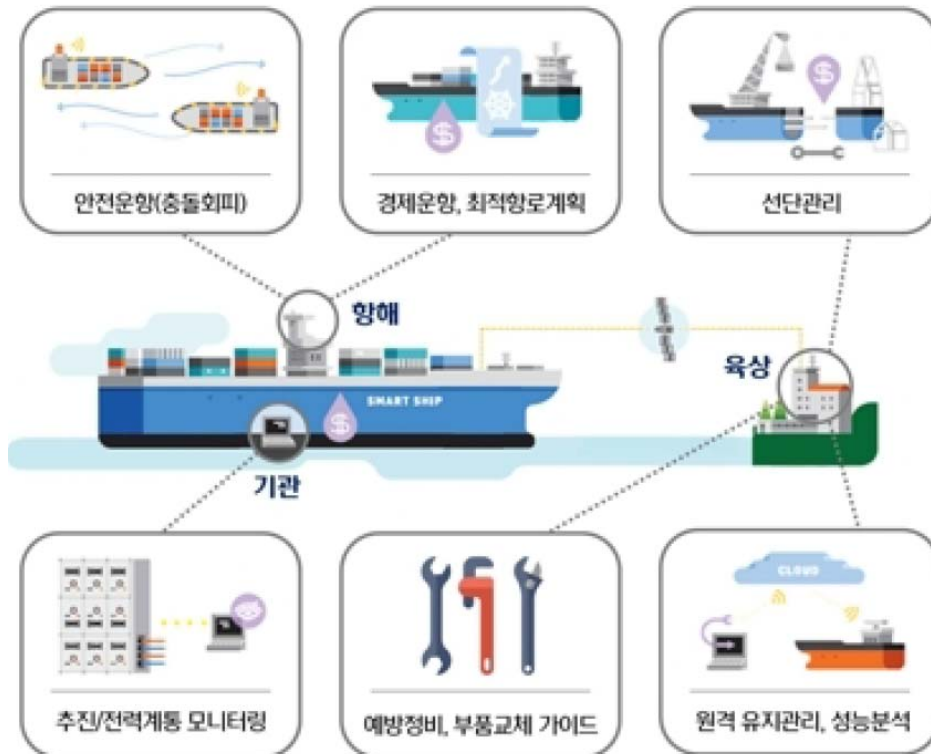 안전운항(충돌회피)
경제운항, 최적항로계획
선단관리
항해
육상
SMART SHIP
기관
CLOUD
추진/전력계통 모니터링
예방정비, 부품교체 가이드
원격 유지관리, 성능분석